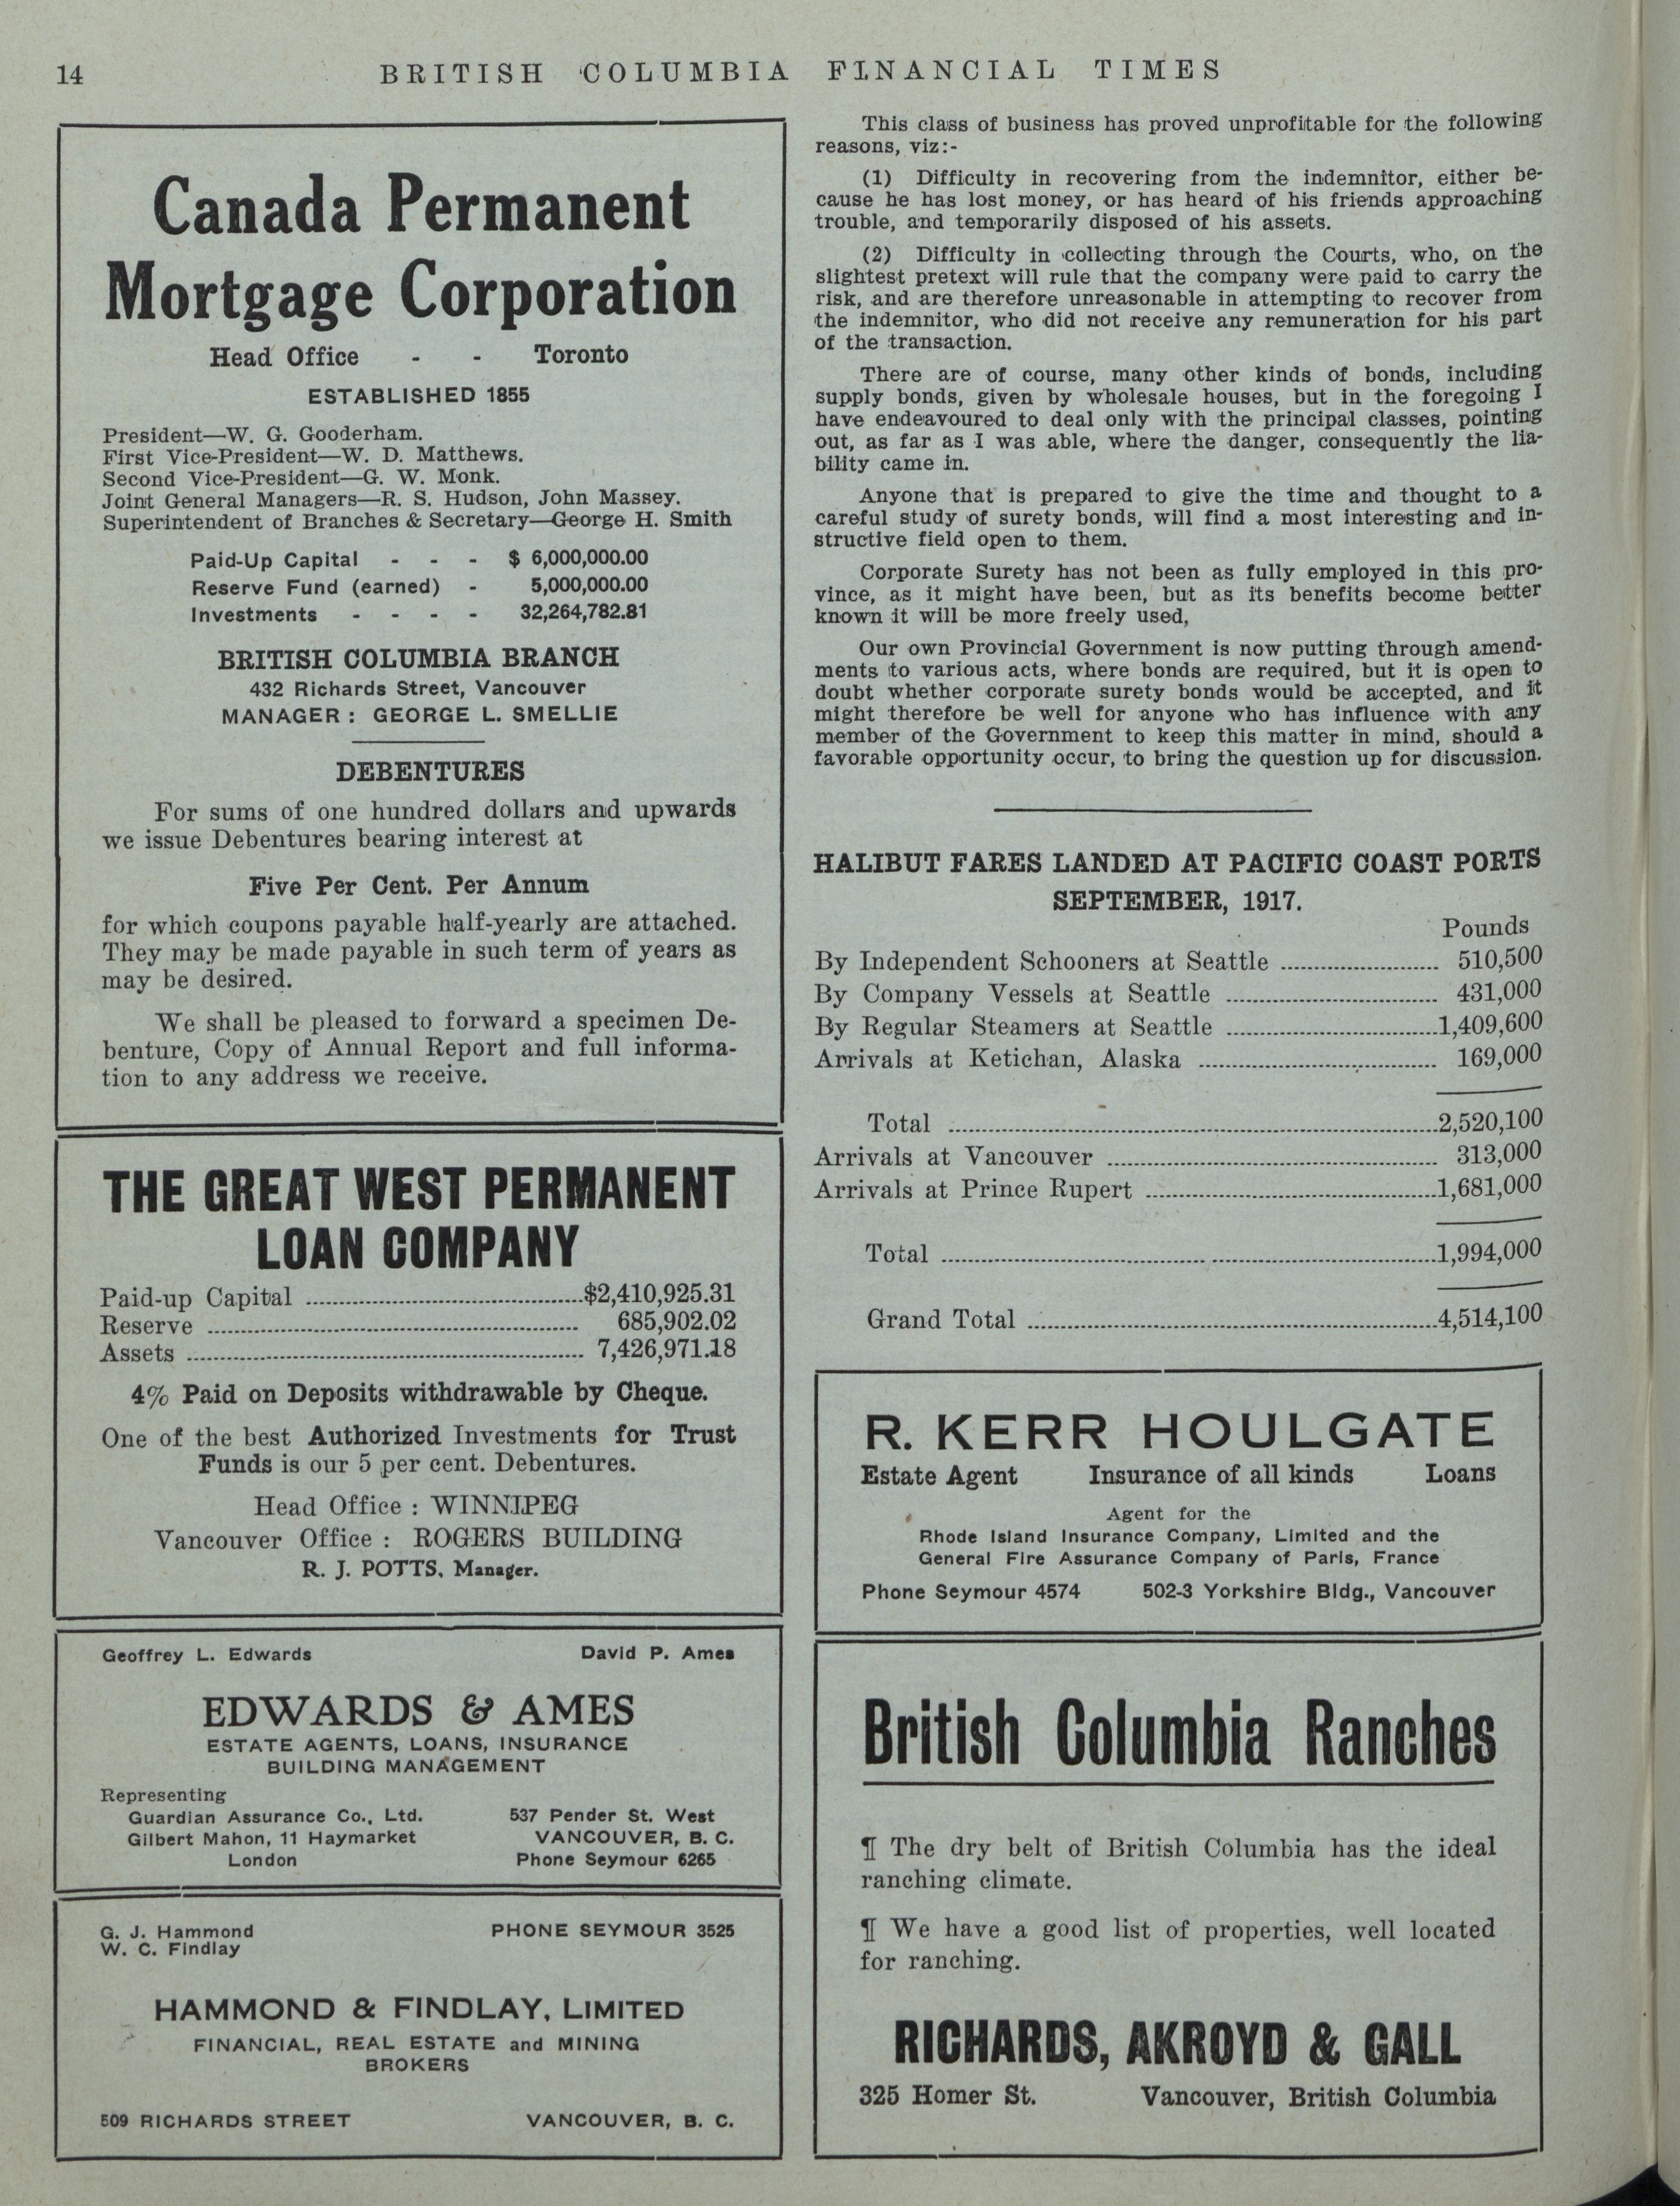 14
BRITISH COLUMBIA FINANCIAL TIMES
Canada Permanent
Mortgage Corporation
Head Office - - Toronto
ESTABLISHED 1855
President—W. G. Gooderham.
First Vice-President—W. D. Matthews.
Second Vice-President—G. W. Monk.
Joint General Managers—R. S. Hudson, John Massey.
Superintendent of Branches & Secretary—George H. Smith
Paid-Up Capital - - - $ 6,000,000.00
Reserve Fund (earned) - 5,000,000.00
Investments - - - - 32,264,782.81
BRITISH COLUMBIA BRANCH
432 Richards Street, Vancouver
MANAGER: GEORGE L. SMELLIE
DEBENTURES
For sums of one hundred dollars and upwards
we issue Debentures bearing interest at
Five Per Cent. Per Annum
for which coupons payable half-yearly are attached.
They may be made payable in such term of years as
may be desired.
We shall be pleased to forward a specimen De-
benture, Copy of Annual Report and full informa-
tion to any address we receive.
THE GREAT WEST PERMANENT
LOAN COMPANY
Paid-up Capital ........ $2,410,925.31
Reserve ........ 685,902.02
Assets ........ 7,426,971.18
4% Paid on Deposits withdrawable by Cheque.
One of the best Authorized Investments for Trust
Funds is our 5 per cent. Debentures.
Head Office : WINNIPEG
Vancouver Office : ROGERS BUILDING
R. J. POTTS, Manager.
Geoffrey L. Edwards David P. Ames
EDWARDS & AMES
ESTATE AGENTS, LOANS, INSURANCE
BUILDING MANAGEMENT
Representing
Guardian Assurance Co., Ltd. 537 Pender St. West
Gilbert Mahon, 11 Haymarket VANCOUVER, B. C.
London Phone Seymour 6265
G. J. Hammond PHONE SEYMOUR 3525
W. C. Findlay
HAMMOND & FINDLAY, LIMITED
FINANCIAL, REAL ESTATE and MINING
BROKERS
509 RICHARDS STREET VANCOUVER, B. C.
This class of business has proved unprofitable for the following
reasons, viz:-
(1) Difficulty in recovering from the indemnitor, either be-
cause he has lost money, or has heard of his friends approaching
trouble, and temporarily disposed of his assets.
(2) Difficulty in collecting through the Courts, who, on the
slightest pretext will rule that the company were paid to carry the
risk, and are therefore unreasonable in attempting to recover from
the indemnitor, who did not receive any remuneration for his part
of the transaction.
There are of course, many other kinds of bonds, including
supply bonds, given by wholesale houses, but in the foregoing I
have endeavoured to deal only with the principal classes, pointing
out, as far as I was able, where the danger, consequently the lia-
bility came in.
Anyone that is prepared to give the time and thought to a
careful study of surety bonds, will find a most interesting and in-
structive field open to them.
Corporate Surety has not been as fully employed in this pro-
vince, as it might have been, but as its benefits become better
known it will be more freely used,
Our own Provincial Government is now putting through amend-
ments to various acts, where bonds are required, but it is open to
doubt whether corporate surety bonds would be accepted, and it
might therefore be well for anyone who has influence with any
member of the Government to keep this matter in mind, should a
favorable opportunity occur, to bring the question up for discussion.
HALIBUT FARES LANDED AT PACIFIC COAST PORTS
SEPTEMBER, 1917.
Pounds
By Independent Schooners at Seattle ........ 510,500
By Company Vessels at Seattle ........ 431,000
By Regular Steamers at Seattle ........ 1,409,600
Arrivals at Ketichan, Alaska ........ 169,000
Total ........ 2,520,100
Arrivals at Vancouver ........ 313,000
Arrivals at Prince Rupert ........ 1,681,000
Total ........ 1,994,000
Grand Total ........ 4,514,100
R. KERR HOULGATE
Estate Agent Insurance of all kinds Loans
Agent for the
Rhode Island Insurance Company, Limited and the
General Fire Assurance Company of Paris, France
Phone Seymour 4574 502-3 Yorkshire Bldg., Vancouver
British Columbia Ranches
¶ The dry belt of British Columbia has the ideal
ranching climate.
¶ We have a good list of properties, well located
for ranching.
RICHARDS, AKROYD & GALL
325 Homer St. Vancouver, British Columbia